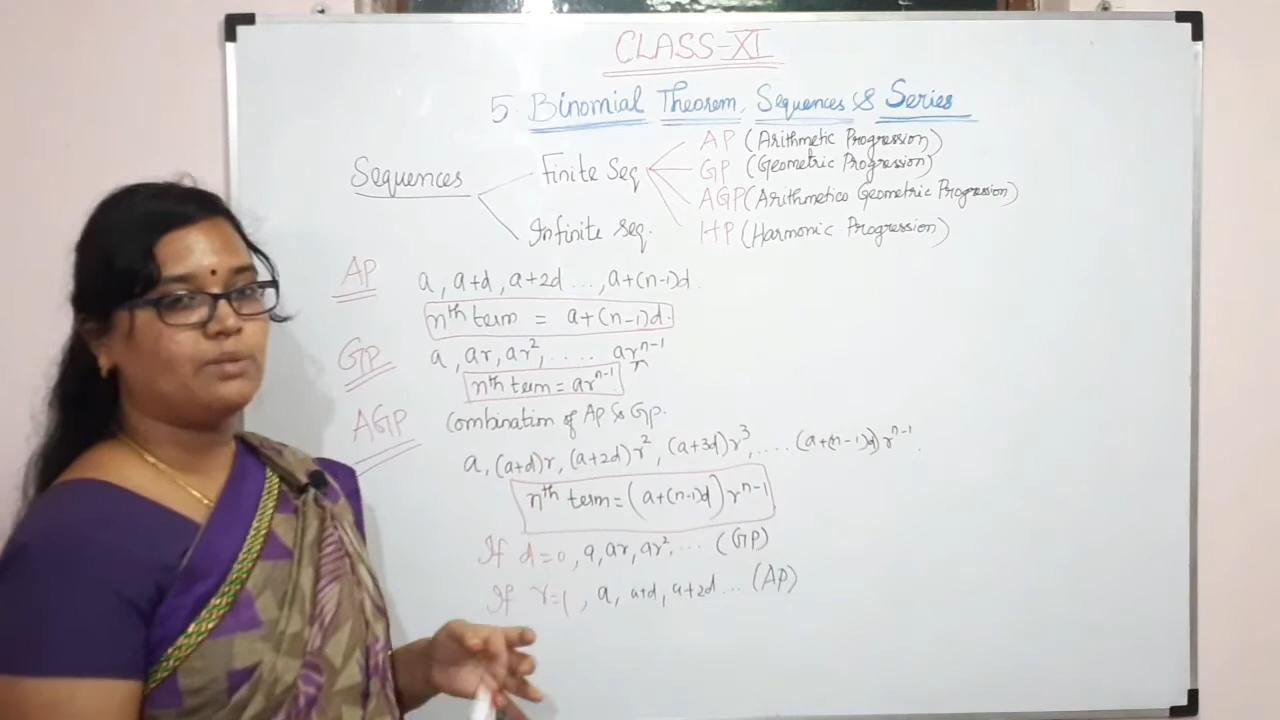 CLASS-XI
5. Binomial Theorem, Sequences & Series
Sequences
Finite Seq
Infinite seq.
AP (Arithmetic Progression)
GP (Geometric Progression)
AGP (Arithmetico Geometric Progression)
HP (Harmonic Progression)
AP a, a+d, a+2d ..., a+(n-1)d.
nth term = a+(n-1)d.
GP a, ar, ar², .... arⁿ⁻¹
nth term = arⁿ⁻¹
AGP combination of AP & GP.
a, (a+d)r, (a+2d)r², (a+3d)r³, .... (a+(n-1)d)rⁿ⁻¹.
nth term = (a+(n-1)d) rⁿ⁻¹
If d=0, a, ar, ar², ... (GP)
If r=1, a, a+d, a+2d ... (AP)